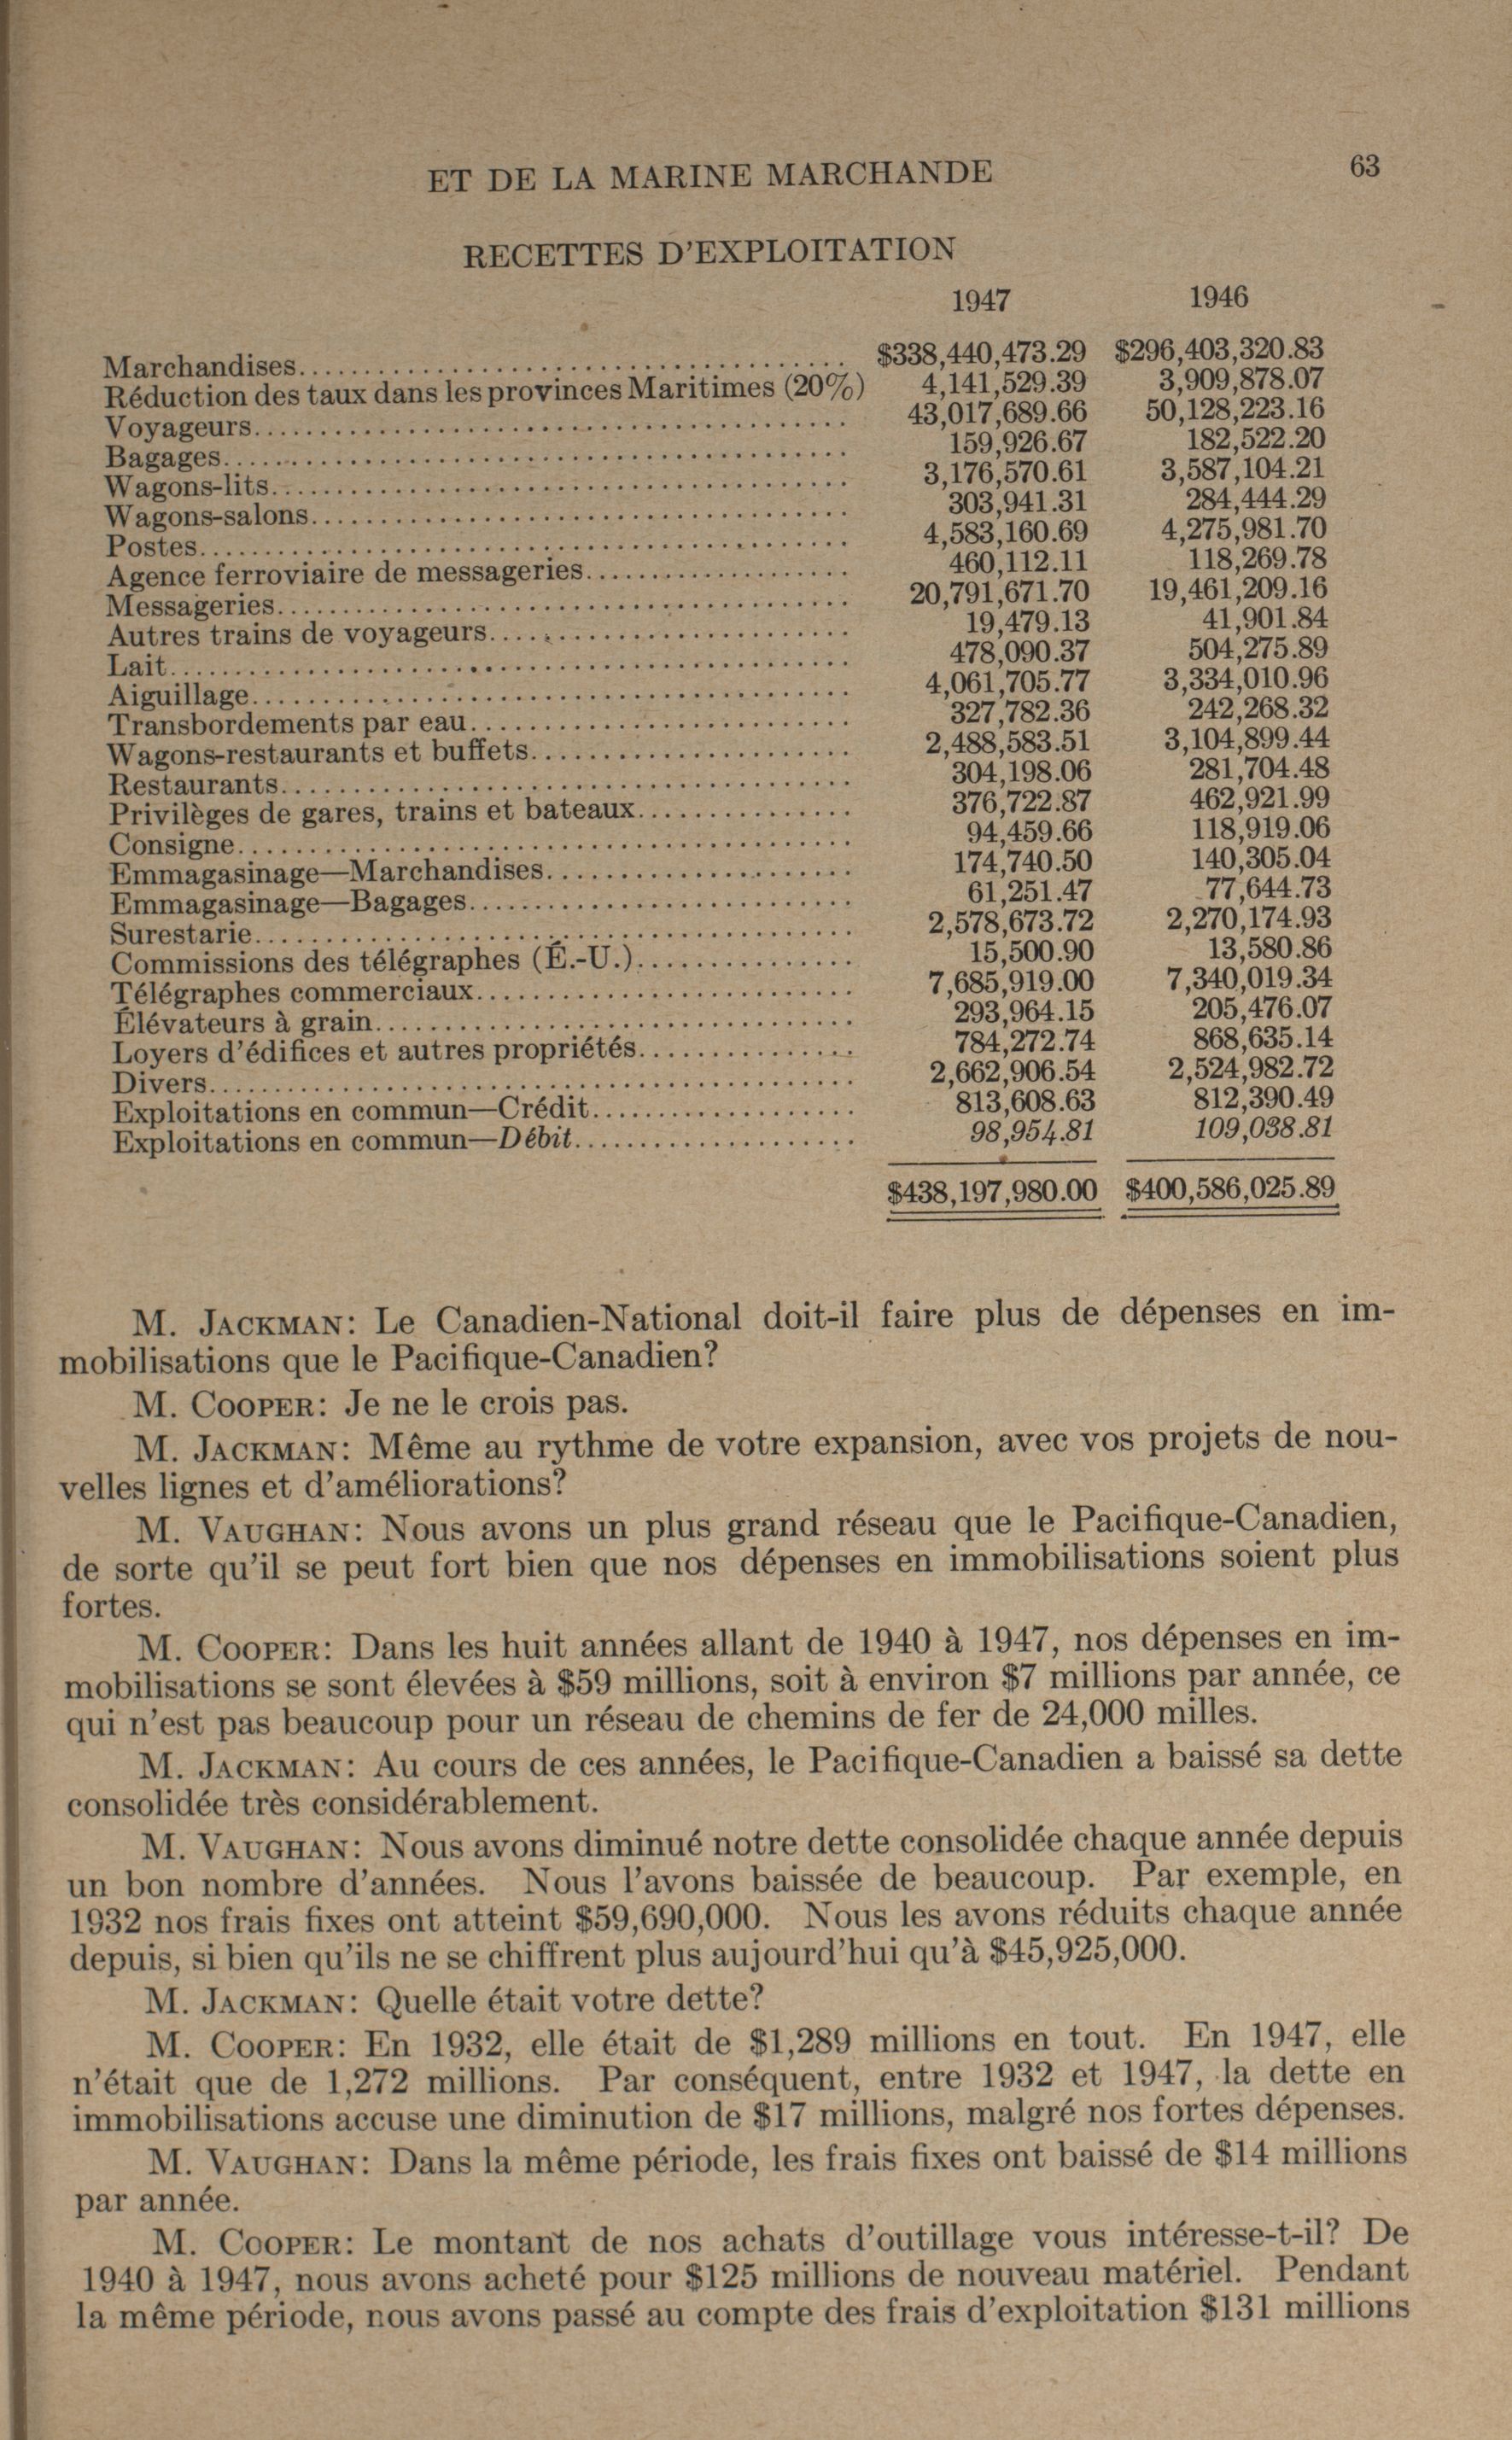 ET DE LA MARINE MARCHANDE 63
RECETTES D'EXPLOITATION
1947 1946
Marchandises........ $338,440,473.29 $296,403,320.83
Réduction des taux dans les provinces Maritimes (20%) 4,141,529.39 3,909,878.07
Voyageurs........ 43,017,689.66 50,128,223.16
Bagages........ 159,926.67 182,522.20
Wagons-lits........ 3,176,570.61 3,587,104.21
Wagons-salons........ 303,941.31 284,444.29
Postes........ 4,583,160.69 4,275,981.70
Agence ferroviaire de messageries........ 460,112.11 118,269.78
Messageries........ 20,791,671.70 19,461,209.16
Autres trains de voyageurs........ 19,479.13 41,901.84
Lait........ 478,090.37 504,275.89
Aiguillage........ 4,061,705.77 3,334,010.96
Transbordements par eau........ 327,782.36 242,268.32
Wagons-restaurants et buffets........ 2,488,583.51 3,104,899.44
Restaurants........ 304,198.06 281,704.48
Privilèges de gares, trains et bateaux........ 376,722.87 462,921.99
Consigne........ 94,459.66 118,919.06
Emmagasinage—Marchandises........ 174,740.50 140,305.04
Emmagasinage—Bagages........ 61,251.47 77,644.73
Surestarie........ 2,578,673.72 2,270,174.93
Commissions des télégraphes (É.-U.)........ 15,500.90 13,580.86
Télégraphes commerciaux........ 7,685,919.00 7,340,019.34
Élévateurs à grain........ 293,964.15 205,476.07
Loyers d'édifices et autres propriétés........ 784,272.74 868,635.14
Divers........ 2,662,906.54 2,524,982.72
Exploitations en commun—Crédit........ 813,608.63 812,390.49
Exploitations en commun—Débit........ 98,954.81 109,038.81
$438,197,980.00 $400,586,025.89
M. JACKMAN: Le Canadien-National doit-il faire plus de dépenses en im-
mobilisations que le Pacifique-Canadien?
M. COOPER: Je ne le crois pas.
M. JACKMAN: Même au rythme de votre expansion, avec vos projets de nou-
velles lignes et d'améliorations?
M. VAUGHAN: Nous avons un plus grand réseau que le Pacifique-Canadien,
de sorte qu'il se peut fort bien que nos dépenses en immobilisations soient plus
fortes.
M. COOPER: Dans les huit années allant de 1940 à 1947, nos dépenses en im-
mobilisations se sont élevées à $59 millions, soit à environ $7 millions par année, ce
qui n'est pas beaucoup pour un réseau de chemins de fer de 24,000 milles.
M. JACKMAN: Au cours de ces années, le Pacifique-Canadien a baissé sa dette
consolidée très considérablement.
M. VAUGHAN: Nous avons diminué notre dette consolidée chaque année depuis
un bon nombre d'années. Nous l'avons baissée de beaucoup. Par exemple, en
1932 nos frais fixes ont atteint $59,690,000. Nous les avons réduits chaque année
depuis, si bien qu'ils ne se chiffrent plus aujourd'hui qu'à $45,925,000.
M. JACKMAN: Quelle était votre dette?
M. COOPER: En 1932, elle était de $1,289 millions en tout. En 1947, elle
n'était que de 1,272 millions. Par conséquent, entre 1932 et 1947, la dette en
immobilisations accuse une diminution de $17 millions, malgré nos fortes dépenses.
M. VAUGHAN: Dans la même période, les frais fixes ont baissé de $14 millions
par année.
M. COOPER: Le montant de nos achats d'outillage vous intéresse-t-il? De
1940 à 1947, nous avons acheté pour $125 millions de nouveau matériel. Pendant
la même période, nous avons passé au compte des frais d'exploitation $131 millions